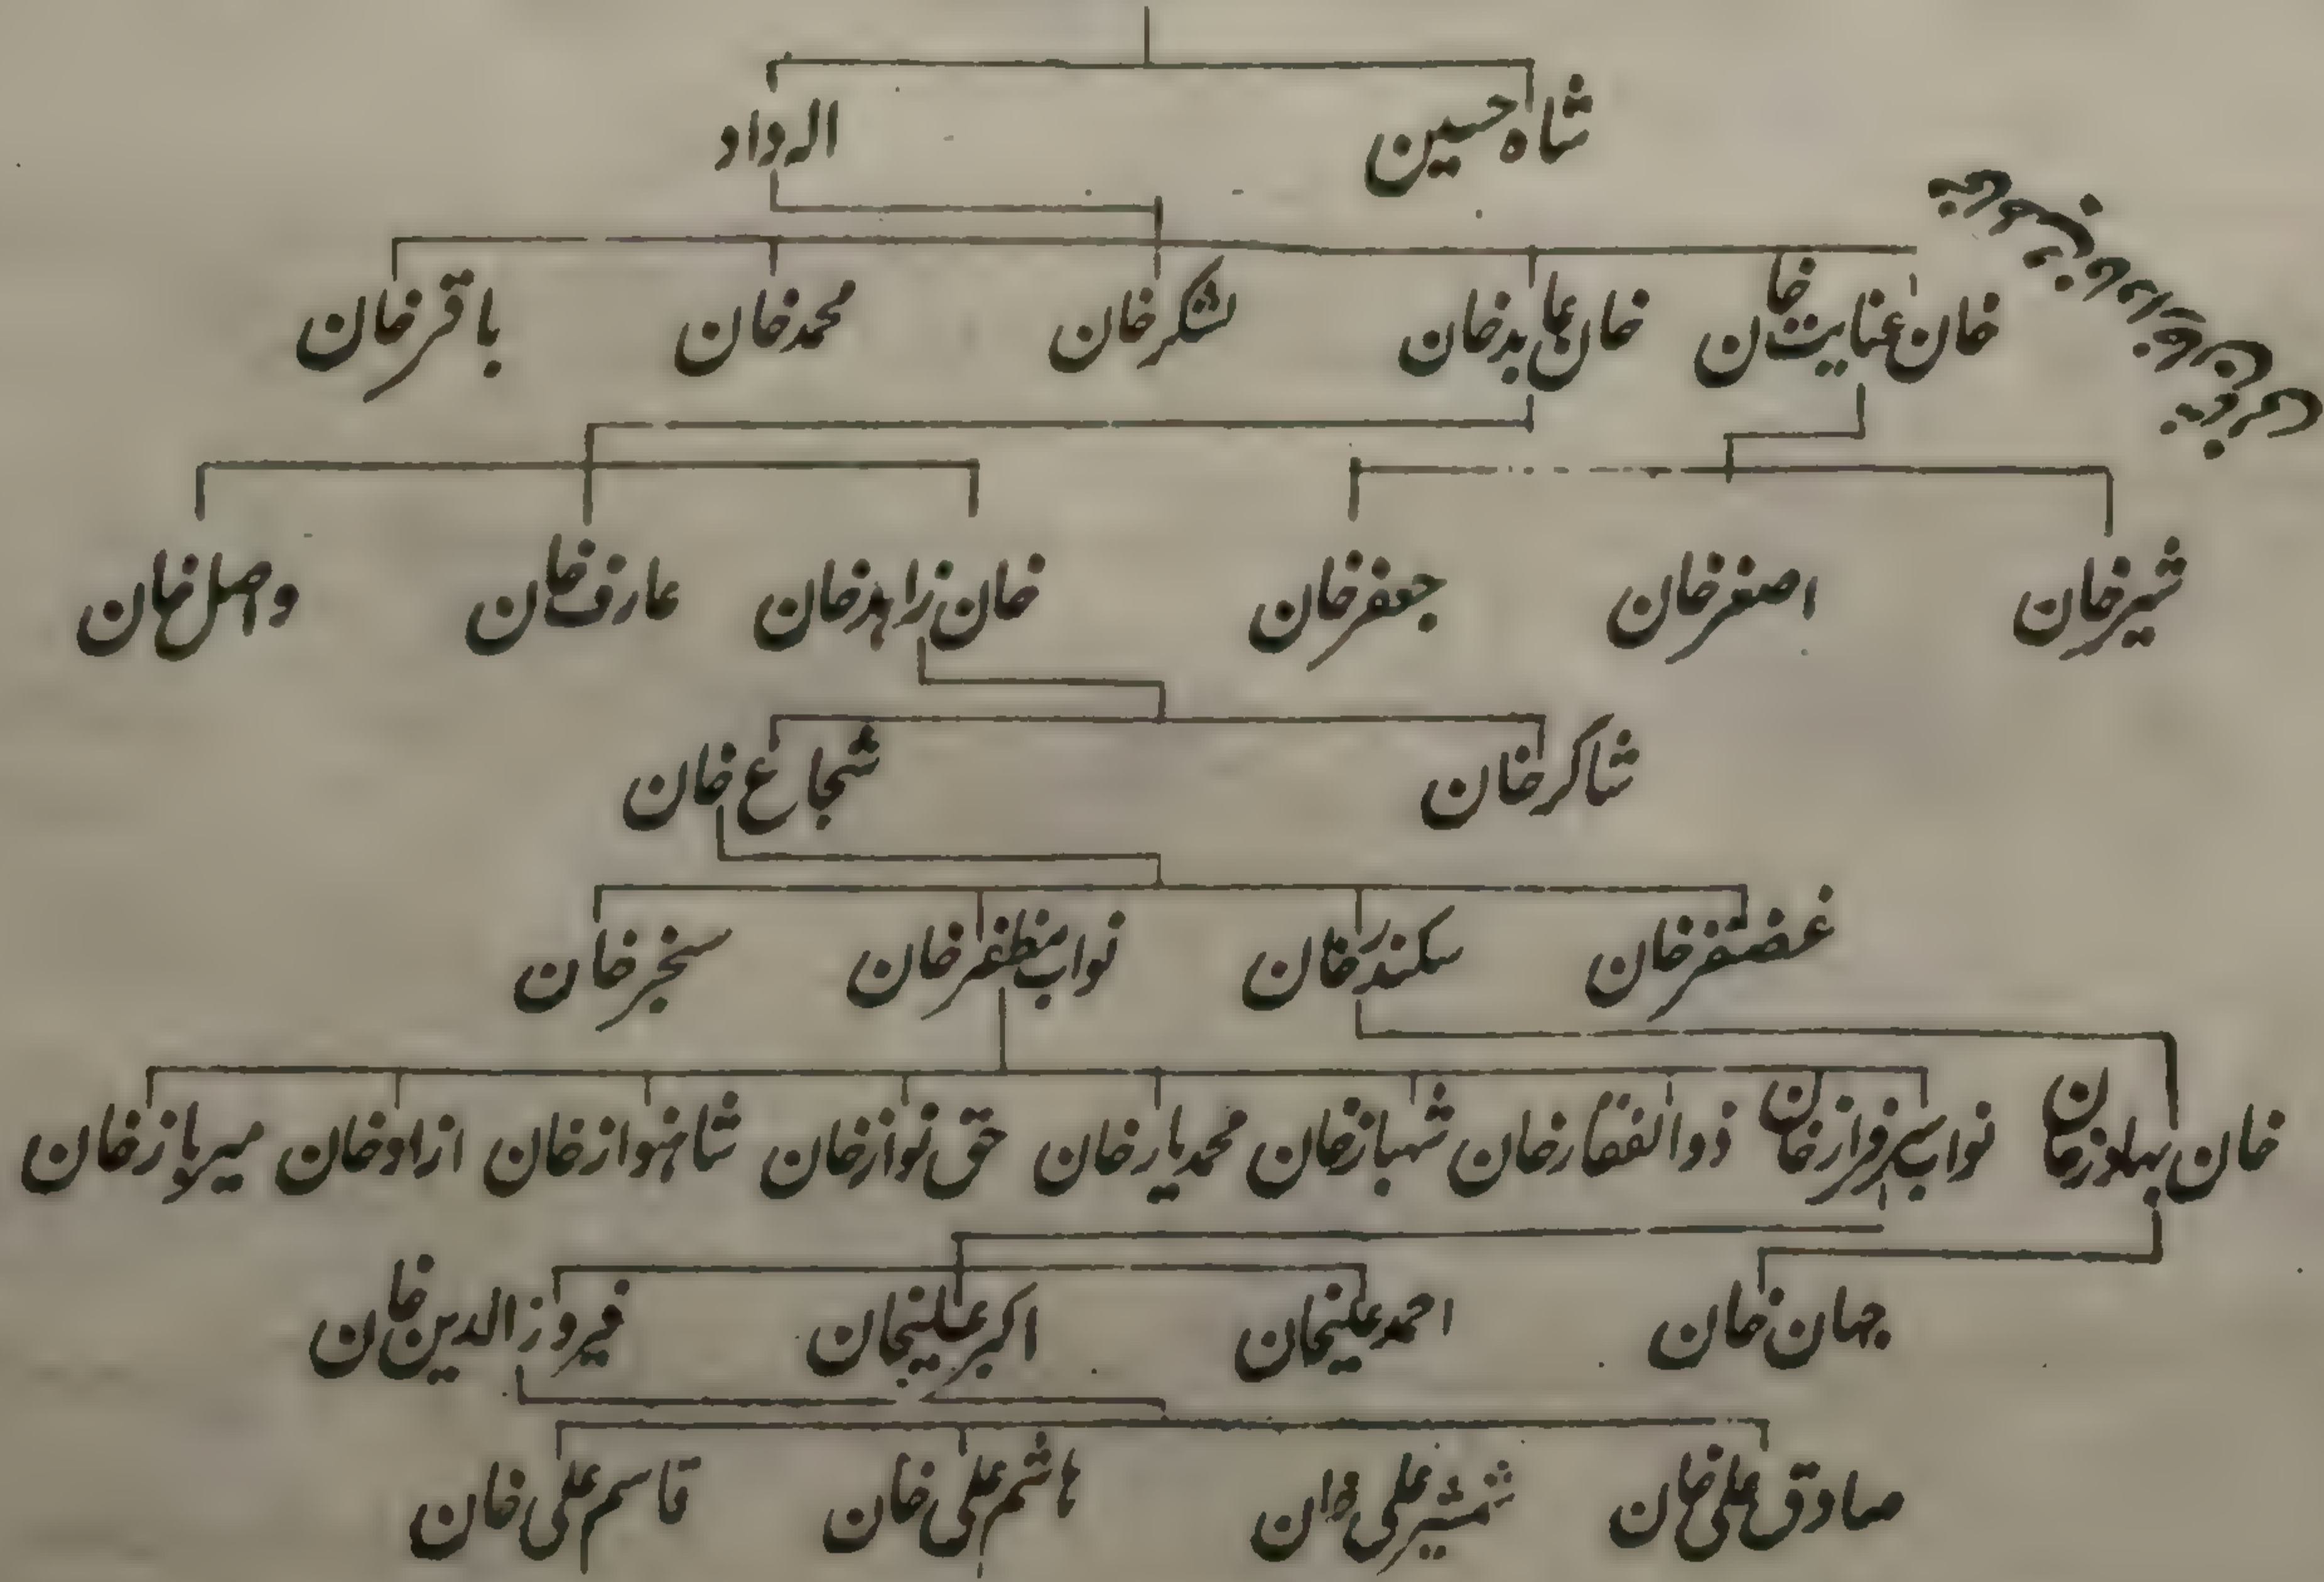 شاه حسین اله داد
خان عنایت خان خان عابد خان لشکر خان محمد خان باقر خان
شیر خان اصغر خان جعفر خان خان زاہد خان عارف خان واصل خان
شاکر خان شجاع خان
غضنفر خان سکندر خان نواب مظفر خان سنجر خان
خان بہادر خان نواب سرفراز خان ذوالفقار خان شہباز خان محمد یار خان حق نواز خان شاہنواز خان ازاد خان میرباز خان
جہان خان احمد علیخان اکبر علیخان فیروز الدین خان
صادق علی خان شمشیر علی خان ہاشم علی خان قاسم علی خان